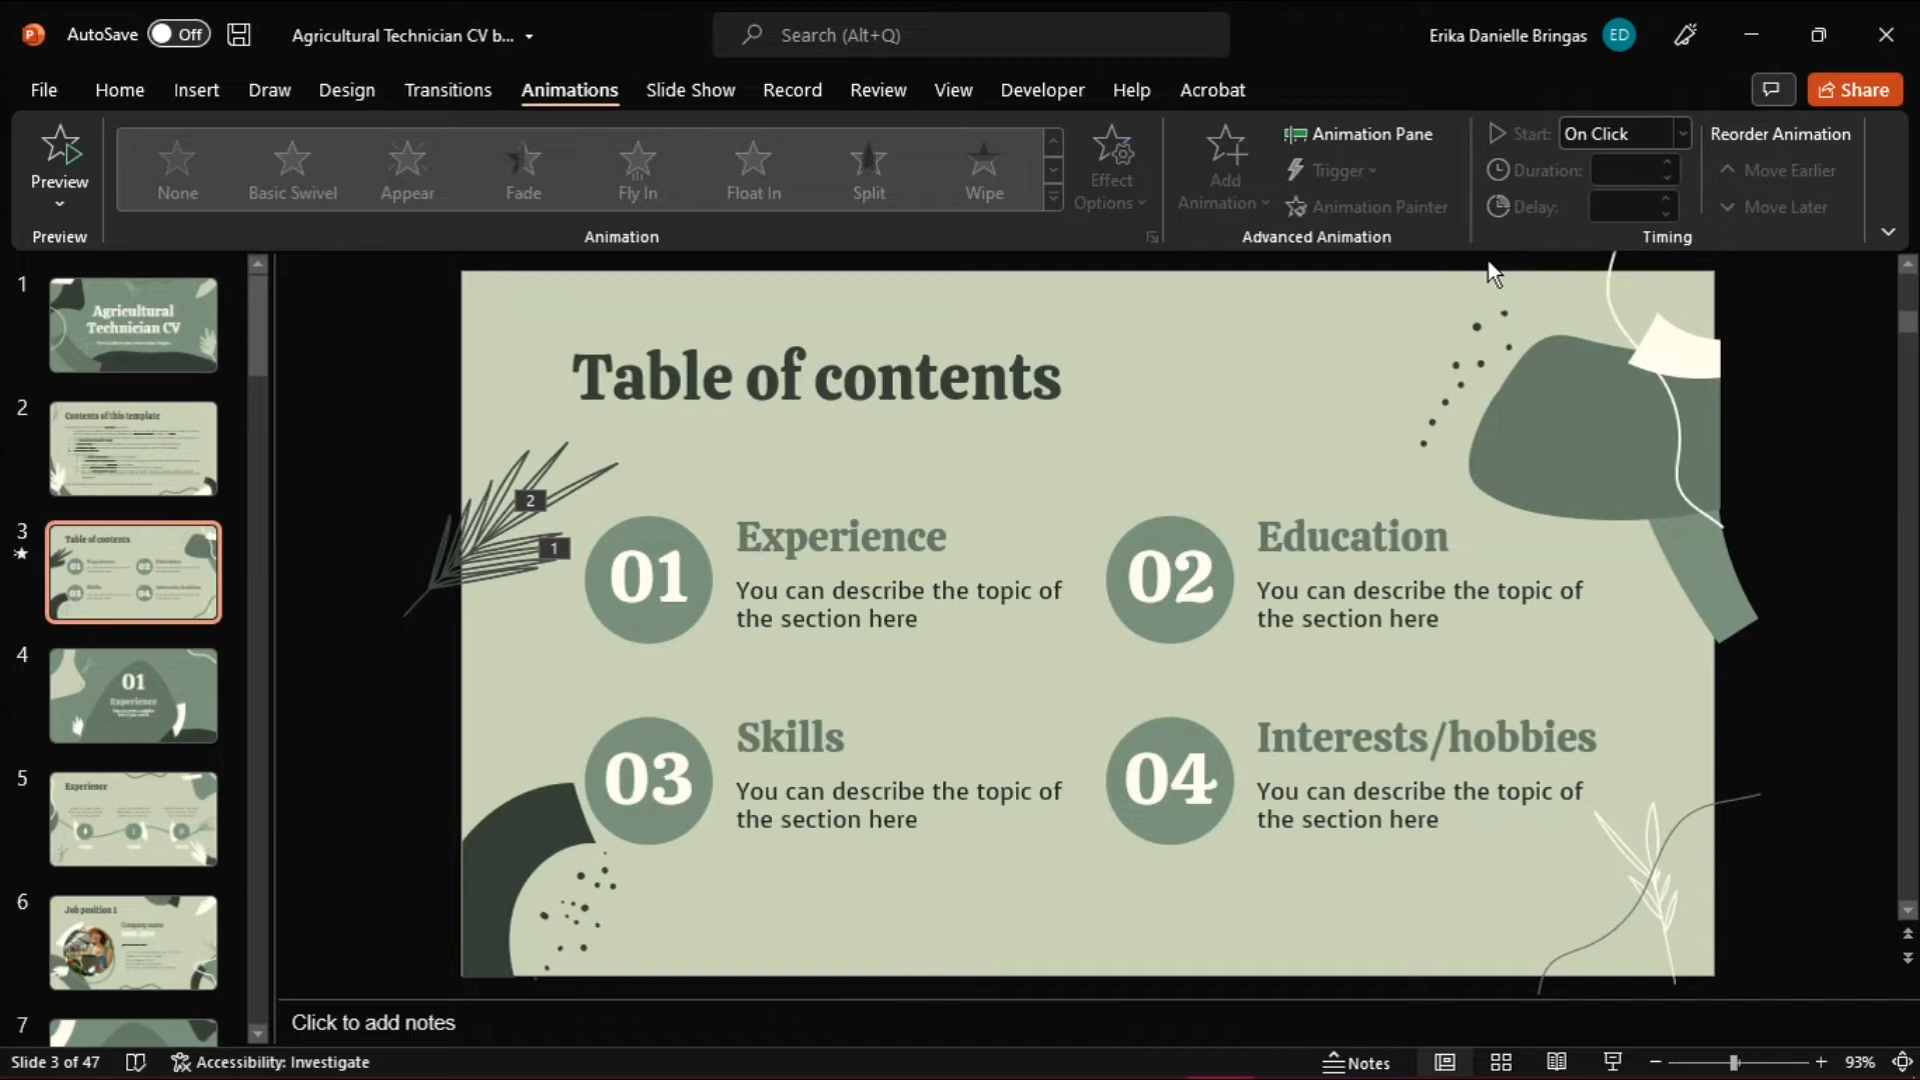 AutoSave Off
Agricultural Technician CV b...
Search (Alt+Q)
Erika Danielle Bringas ED
File Home Insert Draw Design Transitions Animations Slide Show Record Review View Developer Help Acrobat
Share
Preview
None
Basic Swivel
Appear
Fade
Fly In
Float In
Split
Wipe
Effect
Options
Add
Animation
Animation Pane
Trigger
Animation Painter
Start: On Click
Duration:
Delay:
Reorder Animation
Move Earlier
Move Later
Preview
Animation
Advanced Animation
Timing
1
Agricultural
Technician CV
2
Contents of this template
3
Table of contents
01
02
03
04
4
01
Experience
5
Experience
6
Job position 1
Company name
7
Table of contents
2
1
01
Experience
You can describe the topic of
the section here
02
Education
You can describe the topic of
the section here
03
Skills
You can describe the topic of
the section here
04
Interests/hobbies
You can describe the topic of
the section here
Click to add notes
Slide 3 of 47
Accessibility: Investigate
Notes
93%